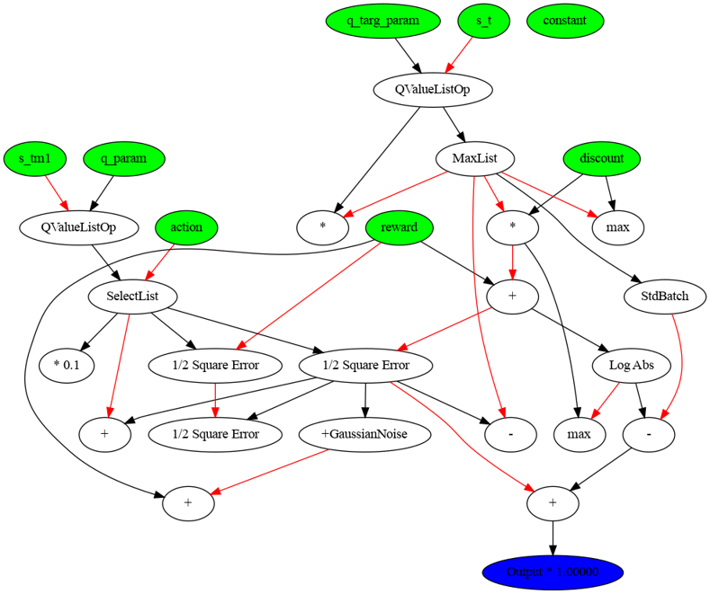 q_targ_param
s_t
constant
QValueListOp
s_tm1
q_param
MaxList
discount
QValueListOp
action
*
reward
*
max
SelectList
+
StdBatch
* 0.1
1/2 Square Error
1/2 Square Error
Log Abs
+
1/2 Square Error
+GaussianNoise
-
max
-
+
+
Output * 1.00000